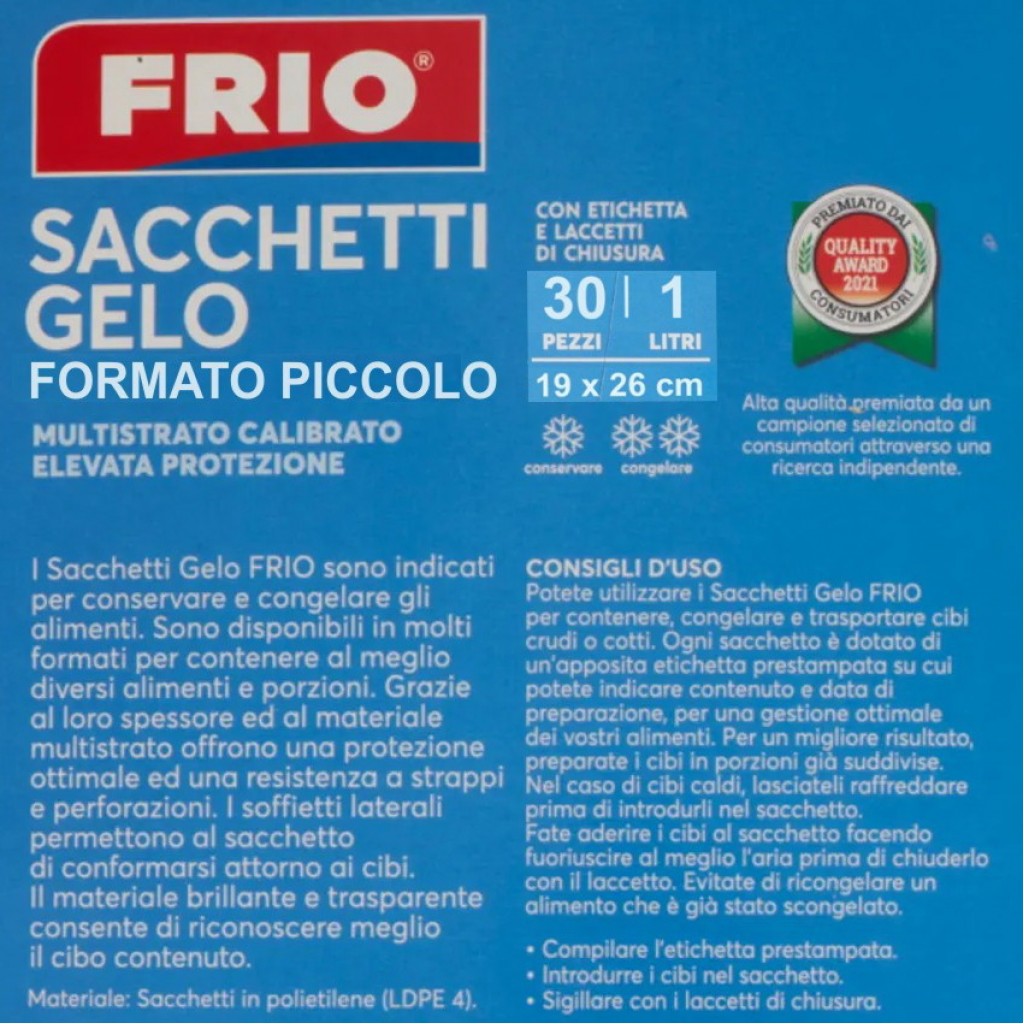 FRIO®
SACCHETTI
GELO
FORMATO PICCOLO
MULTISTRATO CALIBRATO
ELEVATA PROTEZIONE
CON ETICHETTA
E LACCETTI
DI CHIUSURA
30 | 1
PEZZI LITRI
19 x 26 cm
conservare congelare
PREMIATO DAI
QUALITY
AWARD
2021
CONSUMATORI
Alta qualità premiata da un
campione selezionato di
consumatori attraverso una
ricerca indipendente.
I Sacchetti Gelo FRIO sono indicati
per conservare e congelare gli
alimenti. Sono disponibili in molti
formati per contenere al meglio
diversi alimenti e porzioni. Grazie
al loro spessore ed al materiale
multistrato offrono una protezione
ottimale ed una resistenza a strappi
e perforazioni. I soffietti laterali
permettono al sacchetto
di conformarsi attorno ai cibi.
Il materiale brillante e trasparente
consente di riconoscere meglio
il cibo contenuto.
Materiale: Sacchetti in polietilene (LDPE 4).
CONSIGLI D'USO
Potete utilizzare i Sacchetti Gelo FRIO
per contenere, congelare e trasportare cibi
crudi o cotti. Ogni sacchetto è dotato di
un'apposita etichetta prestampata su cui
potete indicare contenuto e data di
preparazione, per una gestione ottimale
dei vostri alimenti. Per un migliore risultato,
preparate i cibi in porzioni già suddivise.
Nel caso di cibi caldi, lasciateli raffreddare
prima di introdurli nel sacchetto.
Fate aderire i cibi al sacchetto facendo
fuoriuscire al meglio l'aria prima di chiuderlo
con il laccetto. Evitate di ricongelare un
alimento che è già stato scongelato.
• Compilare l'etichetta prestampata.
• Introdurre i cibi nel sacchetto.
• Sigillare con i laccetti di chiusura.